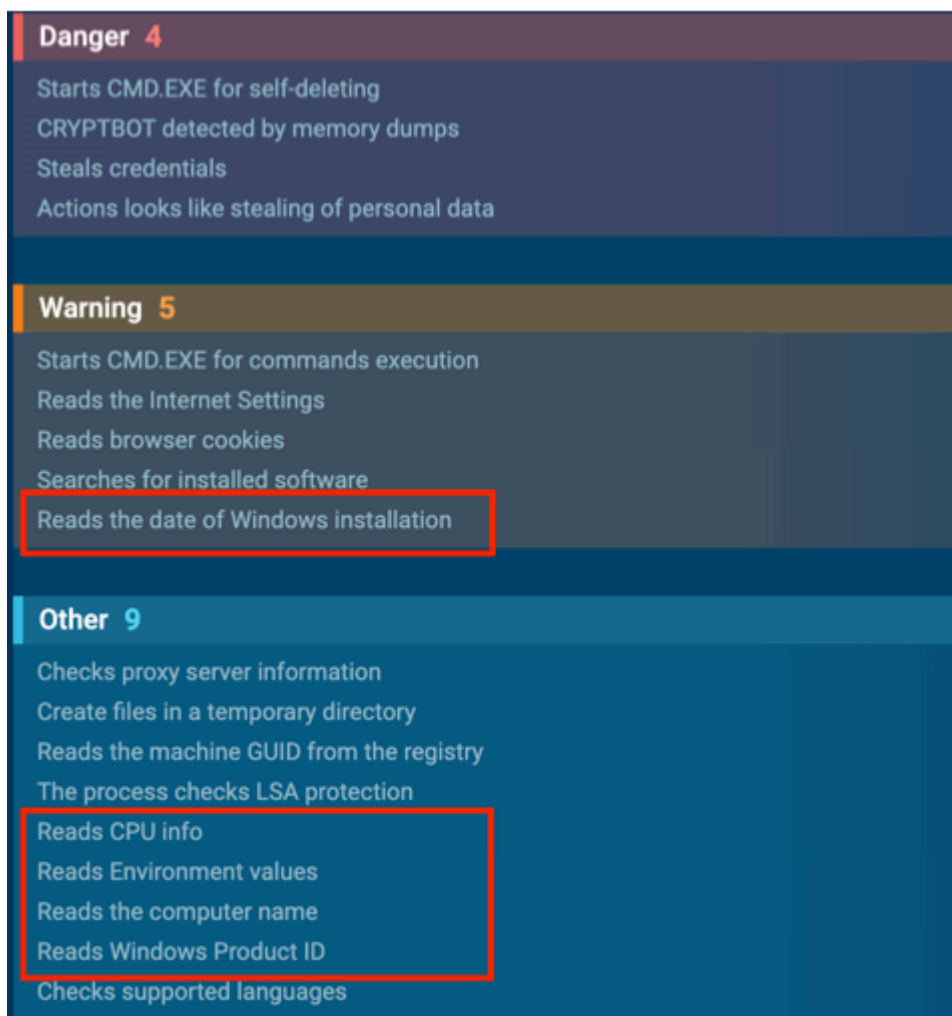 Danger 4
Starts CMD.EXE for self-deleting
CRYPTBOT detected by memory dumps
Steals credentials
Actions looks like stealing of personal data
Warning 5
Starts CMD.EXE for commands execution
Reads the Internet Settings
Reads browser cookies
Searches for installed software
Reads the date of Windows installation
Other 9
Checks proxy server information
Create files in a temporary directory
Reads the machine GUID from the registry
The process checks LSA protection
Reads CPU info
Reads Environment values
Reads the computer name
Reads Windows Product ID
Checks supported languages